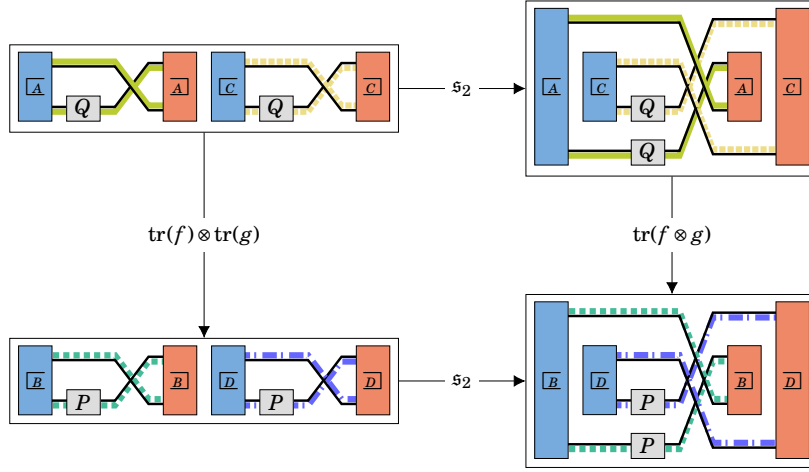 A Q A C Q C
𝔰₂
A C Q Q A C
tr(f) ⊗ tr(g)
tr(f ⊗ g)
B P B D P D
𝔰₂
B D P P B D